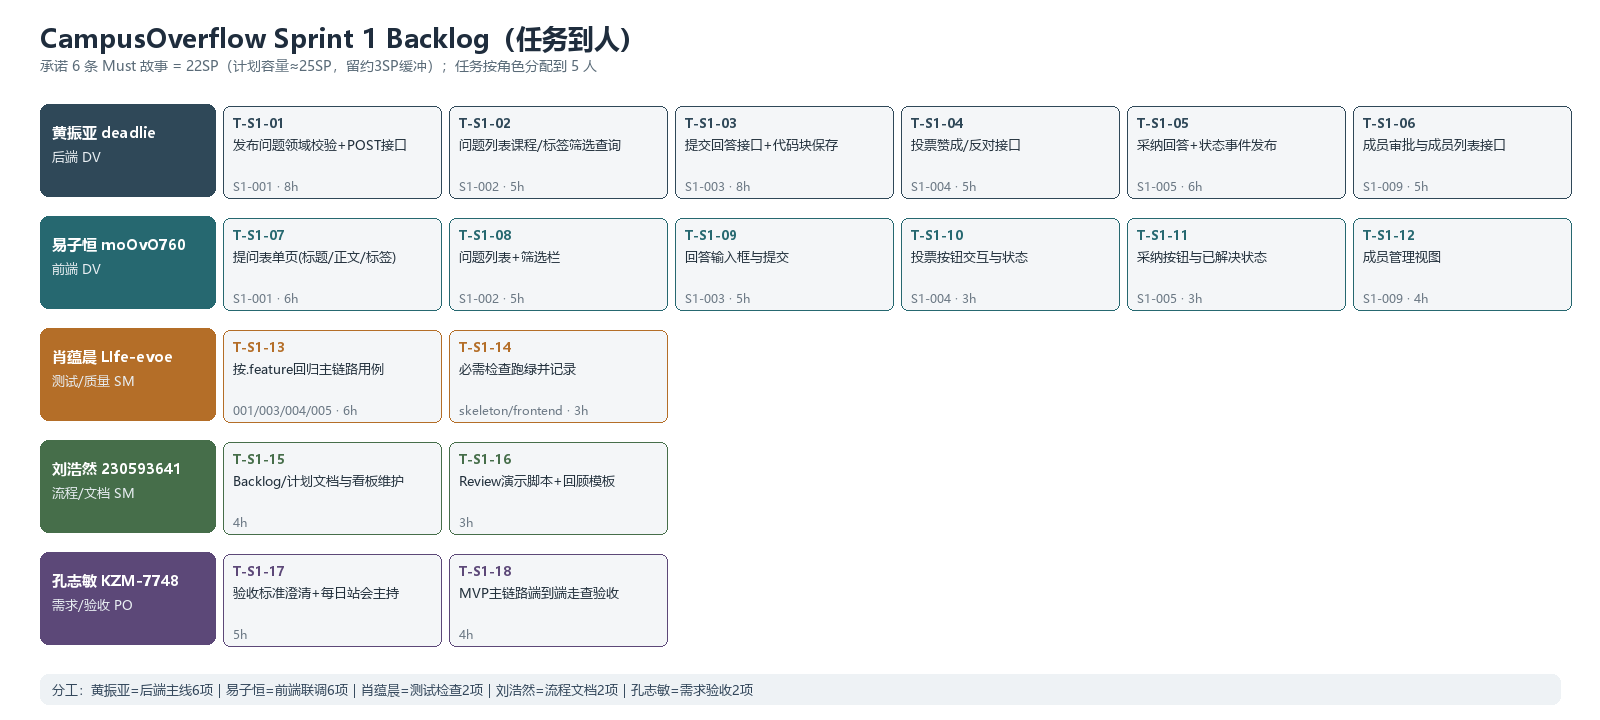 CampusOverflow Sprint 1 Backlog（任务到人）
承诺 6 条 Must 故事 = 22SP（计划容量≈25SP，留约3SP缓冲）；任务按角色分配到 5 人
黄振亚 deadlie
后端 DV
T-S1-01
发布问题领域校验+POST接口
S1-001 · 8h
T-S1-02
问题列表课程/标签筛选查询
S1-002 · 5h
T-S1-03
提交回答接口+代码块保存
S1-003 · 8h
T-S1-04
投票赞成/反对接口
S1-004 · 5h
T-S1-05
采纳回答+状态事件发布
S1-005 · 6h
T-S1-06
成员审批与成员列表接口
S1-009 · 5h
易子恒 moOvO760
前端 DV
T-S1-07
提问表单页(标题/正文/标签)
S1-001 · 6h
T-S1-08
问题列表+筛选栏
S1-002 · 5h
T-S1-09
回答输入框与提交
S1-003 · 5h
T-S1-10
投票按钮交互与状态
S1-004 · 3h
T-S1-11
采纳按钮与已解决状态
S1-005 · 3h
T-S1-12
成员管理视图
S1-009 · 4h
肖蕴晨 LIfe-evoe
测试/质量 SM
T-S1-13
按.feature回归主链路用例
001/003/004/005 · 6h
T-S1-14
必需检查跑绿并记录
skeleton/frontend · 3h
刘浩然 230593641
流程/文档 SM
T-S1-15
Backlog/计划文档与看板维护
4h
T-S1-16
Review演示脚本+回顾模板
3h
孔志敏 KZM-7748
需求/验收 PO
T-S1-17
验收标准澄清+每日站会主持
5h
T-S1-18
MVP主链路端到端走查验收
4h
分工：黄振亚=后端主线6项 | 易子恒=前端联调6项 | 肖蕴晨=测试检查2项 | 刘浩然=流程文档2项 | 孔志敏=需求验收2项